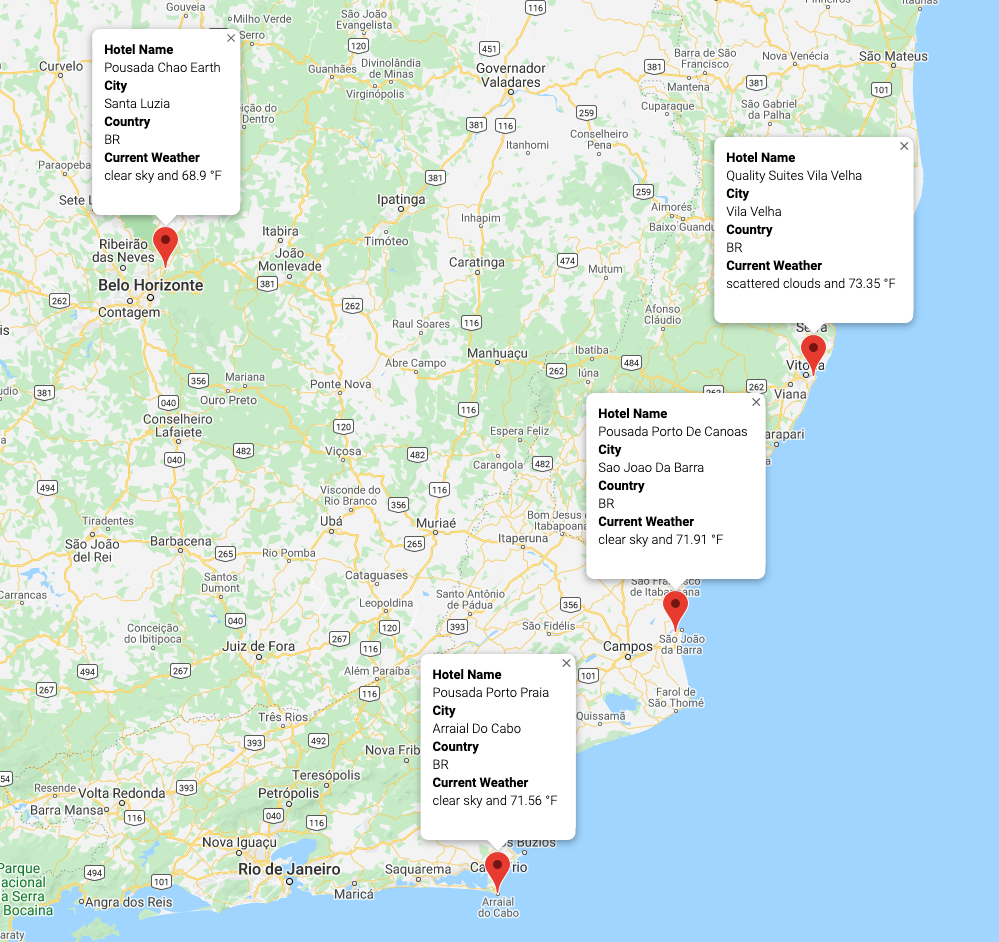 Gouveia
Milho Verde
Serro
São João
Evangelista
116
Itaúnas
Pinheiros
Hotel Name
Pousada Chao Earth
City
Santa Luzia
Country
BR
Current Weather
clear sky and 68.9 °F
Curvelo
120
451
Divinolândia
de Minas
Guanhães
Virginópolis
Governador
Valadares
381
Barra de São
Francisco
Nova Venécia
São Mateus
Mantena
381
101
Cuparaque
São Gabriel
da Palha
259
381
116
Conselheiro
Pena
Itanhomi
Paraopeba
Sete L
381
Ipatinga
259
Aimorés
Baixo Guandu
Hotel Name
Quality Suites Vila Velha
City
Vila Velha
Country
BR
Current Weather
scattered clouds and 73.35 °F
Inhapim
Itabira
Timóteo
Ribeirão
das Neves
João
Monlevade
Caratinga
474
Mutum
Belo Horizonte
381
262
Contagem
262
Afonso
Cláudio
Raul Soares
116
Serra
Manhuaçu
Ibatiba
484
Vitória
Abre Campo
262
Iúna
356
Mariana
Ponte Nova
262
262
Viana
381
040
Ouro Preto
116
Conselheiro
Lafaiete
120
Espera Feliz
Hotel Name
Pousada Porto De Canoas
City
Sao Joao Da Barra
Country
BR
Current Weather
clear sky and 71.91 °F
arapari
482
Viçosa
482
040
Carangola
482
494
Visconde do
Rio Branco
116
356
Bom Jesus
Itabapoana
Tiradentes
Ubá
Muriaé
Itaperuna
São João
del Rei
Barbacena
265
Rio Pomba
265
Carrancas
Santos
Dumont
Cataguases
Leopoldina
Santo Antônio
de Pádua
356
São Francisco
de Itabapoana
Conceição
do Ibitipoca
040
267
120
393
São Fidélis
São João
da Barra
Juiz de Fora
116
Campos
494
267
Além Paraíba
267
116
Hotel Name
Pousada Porto Praia
City
Arraial Do Cabo
Country
BR
Current Weather
clear sky and 71.56 °F
101
Farol de
São Thomé
Três Rios
Quissamã
393
492
Nova Frib
54
Teresópolis
Resende
Volta Redonda
393
Petrópolis
Barra Mansa
116
040
116
Nova Iguaçu
os Búzios
Parque
acional
a Serra
Bocaina
494
101
Rio de Janeiro
Saquarema
Maricá
Angra dos Reis
Arraial
do Cabo
araty